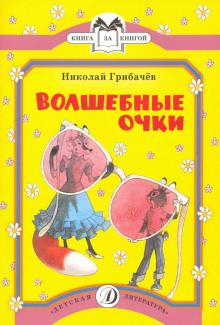 КНИГА ЗА КНИГОЙ
Николай Грибачёв
ВОЛШЕБНЫЕ
ОЧКИ
«ДЕТСКАЯ ЛИТЕРАТУРА»